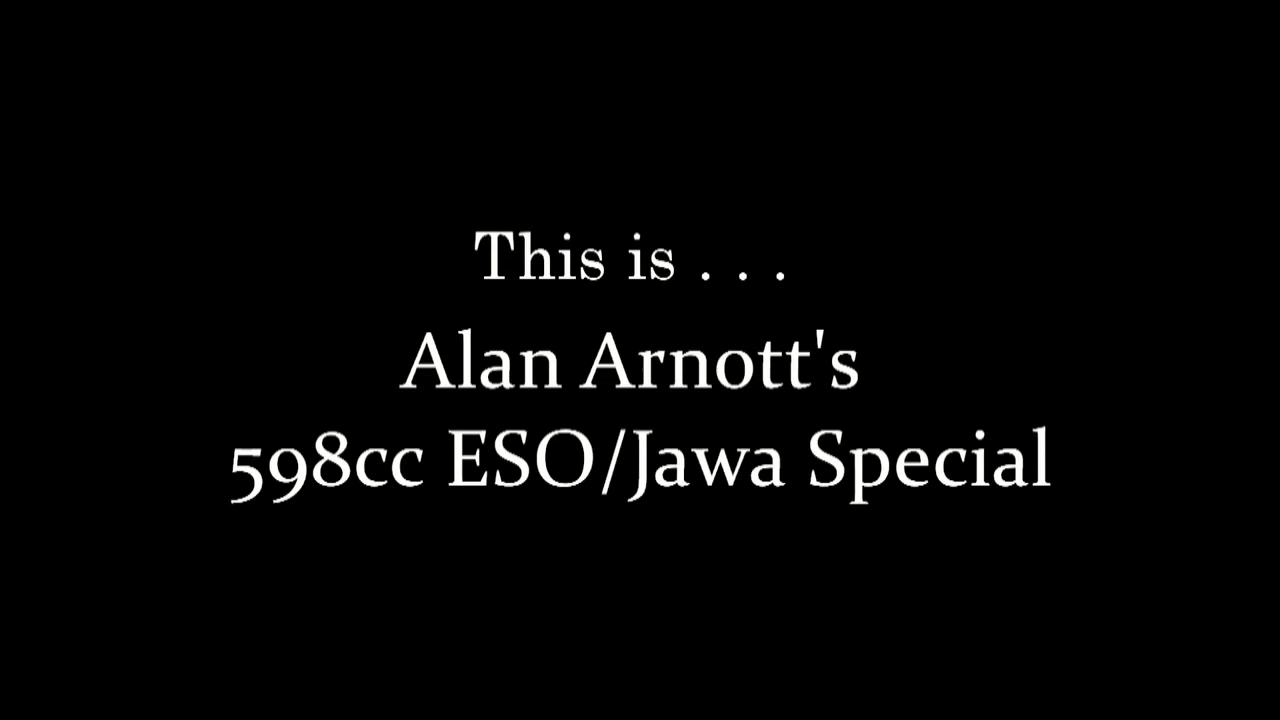 This is . . .
Alan Arnott's
598cc ESO/Jawa Special